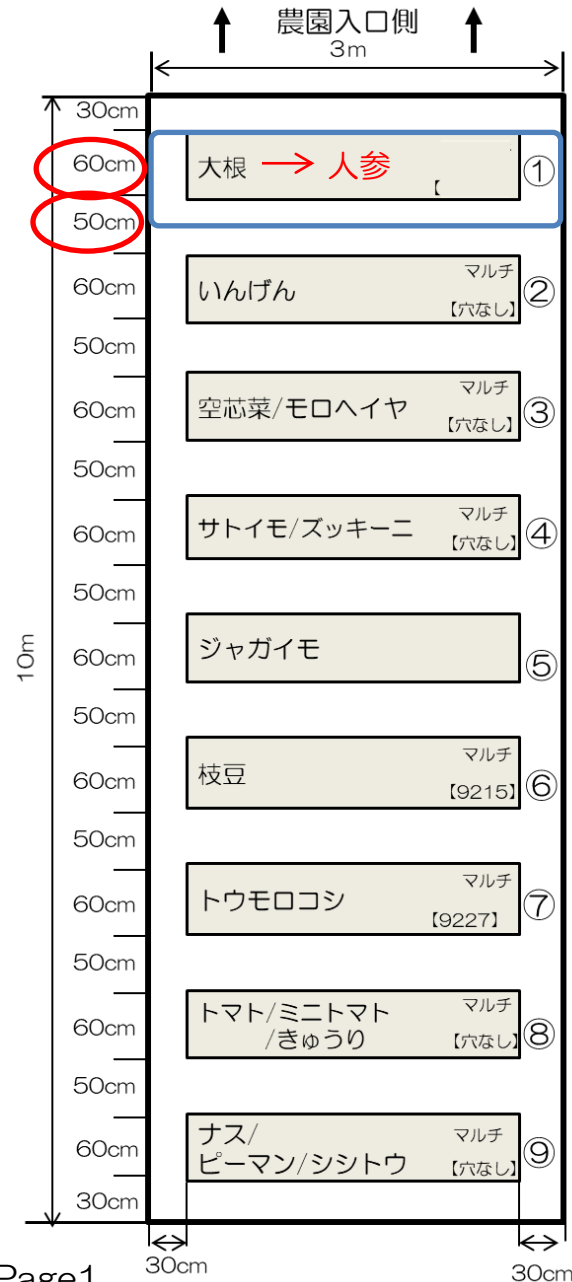 農園入口側
3m
30cm
60cm
大根 → 人参
【
①
50cm
60cm
いんげん
マルチ
【穴なし】
②
50cm
60cm
空芯菜/モロヘイヤ
マルチ
【穴なし】
③
50cm
60cm
サトイモ/ズッキーニ
マルチ
【穴なし】
④
50cm
10m
60cm
ジャガイモ
⑤
50cm
60cm
枝豆
マルチ
【9215】
⑥
50cm
60cm
トウモロコシ
マルチ
【9227】
⑦
50cm
60cm
トマト/ミニトマト
/きゅうり
マルチ
【穴なし】
⑧
50cm
60cm
ナス/
ピーマン/シシトウ
マルチ
【穴なし】
⑨
30cm
30cm
30cm
Page1